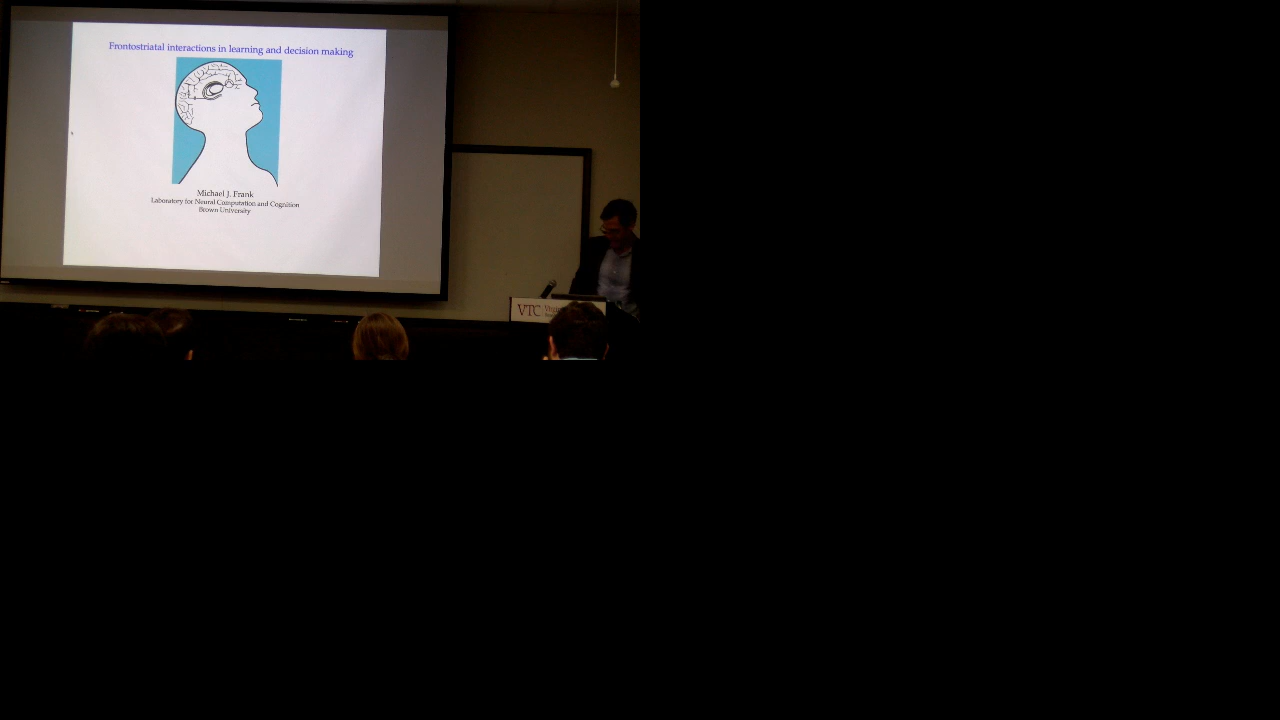 Frontostriatal interactions in learning and decision making
Michael J. Frank
Laboratory for Neural Computation and Cognition
Brown University
VTC